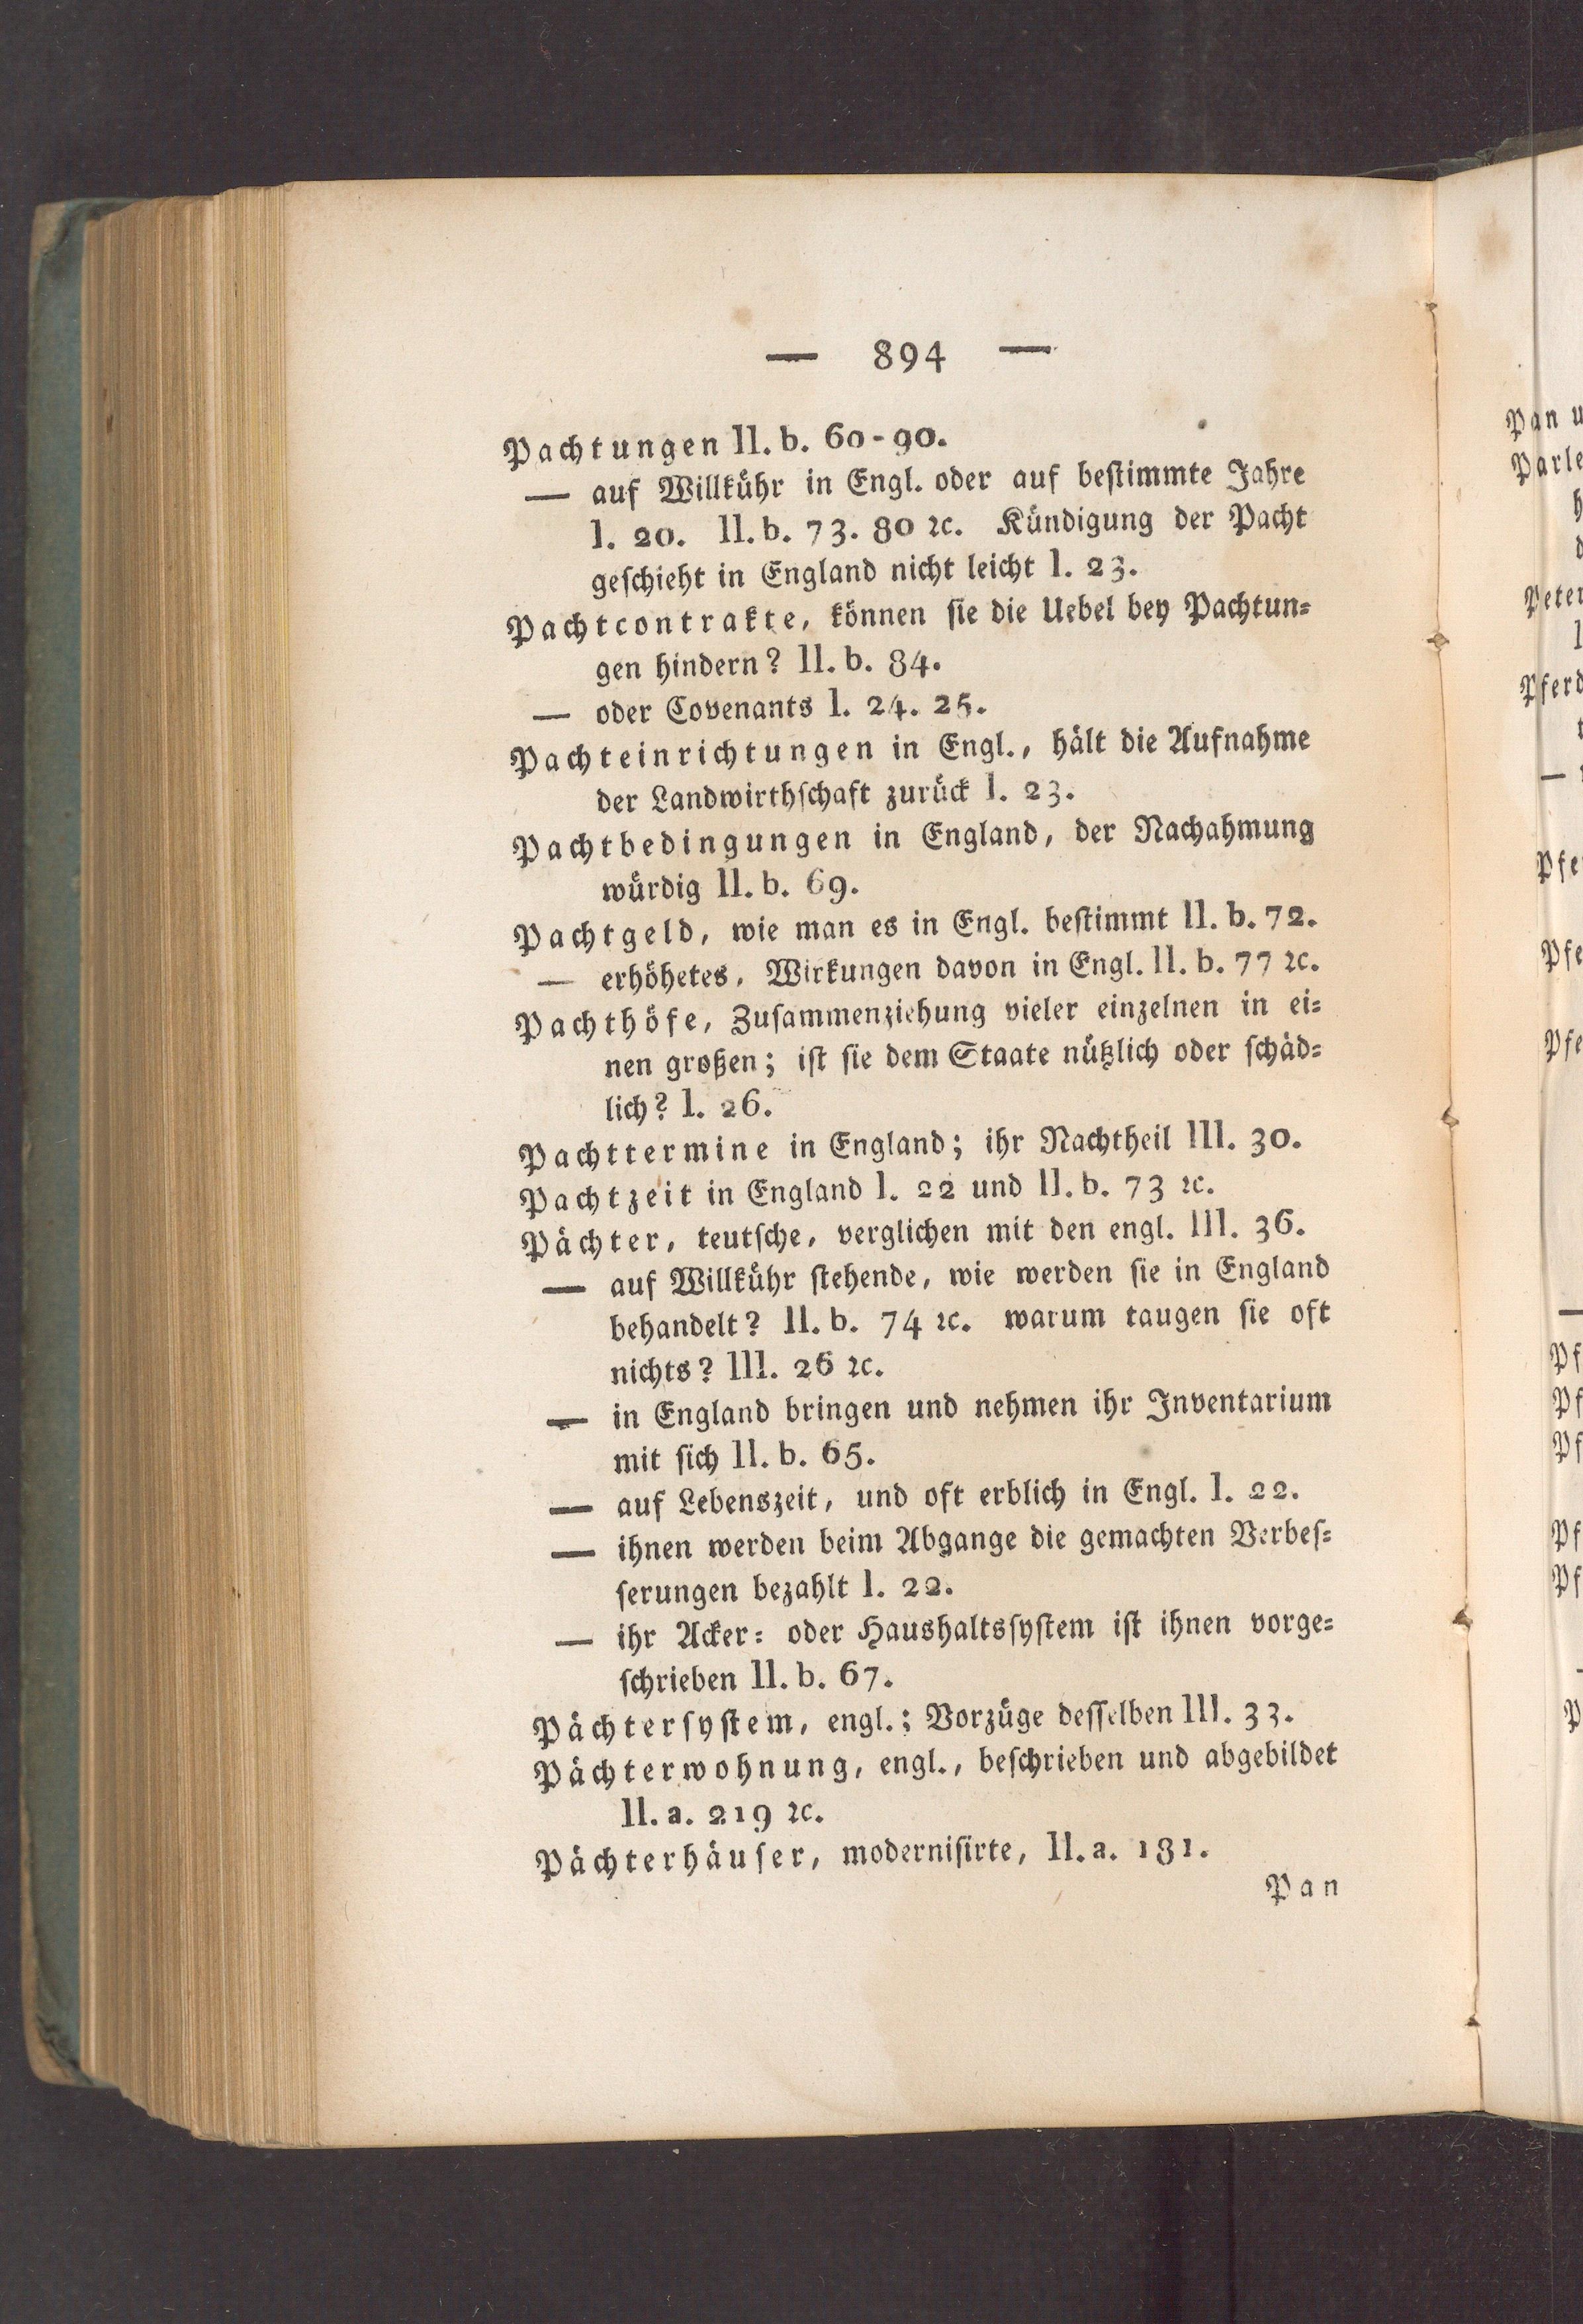 — 894 —
Pachtungen II. b. 60-90.
— auf Willkühr in Engl. oder auf beſtimmte Jahre
I. 20. II. b. 73. 80 ꝛc. Kündigung der Pacht
geſchieht in England nicht leicht I. 23.
Pachtcontrakte, können ſie die Uebel bey Pachtun-
gen hindern? II. b. 84.
— oder Covenants I. 24. 25.
Pachteinrichtungen in Engl., hält die Aufnahme
der Landwirthſchaft zurück I. 23.
Pachtbedingungen in England, der Nachahmung
würdig II. b. 69.
Pachtgeld, wie man es in Engl. beſtimmt II. b. 72.
— erhöhetes, Wirkungen davon in Engl. II. b. 77 ꝛc.
Pachthöfe, Zuſammenziehung vieler einzelnen in ei-
nen großen; iſt ſie dem Staate nützlich oder ſchäd-
lich? I. 26.
Pachttermine in England; ihr Nachtheil III. 30.
Pachtzeit in England I. 22 und II. b. 73 ꝛc.
Pächter, teutſche, verglichen mit den engl. III. 36.
— auf Willkühr ſtehende, wie werden ſie in England
behandelt? II. b. 74 ꝛc. warum taugen ſie oft
nichts? III. 26 ꝛc.
— in England bringen und nehmen ihr Inventarium
mit ſich II. b. 65.
— auf Lebenszeit, und oft erblich in Engl. I. 22.
— ihnen werden beim Abgange die gemachten Verbeſ-
ſerungen bezahlt I. 22.
— ihr Acker- oder Haushaltsſyſtem iſt ihnen vorge-
ſchrieben II. b. 67.
Pächterſyſtem, engl.; Vorzüge deſſelben III. 33.
Pächterwohnung, engl., beſchrieben und abgebildet
II. a. 219 ꝛc.
Pächterhäuſer, moderniſirte, II. a. 181.
Pan